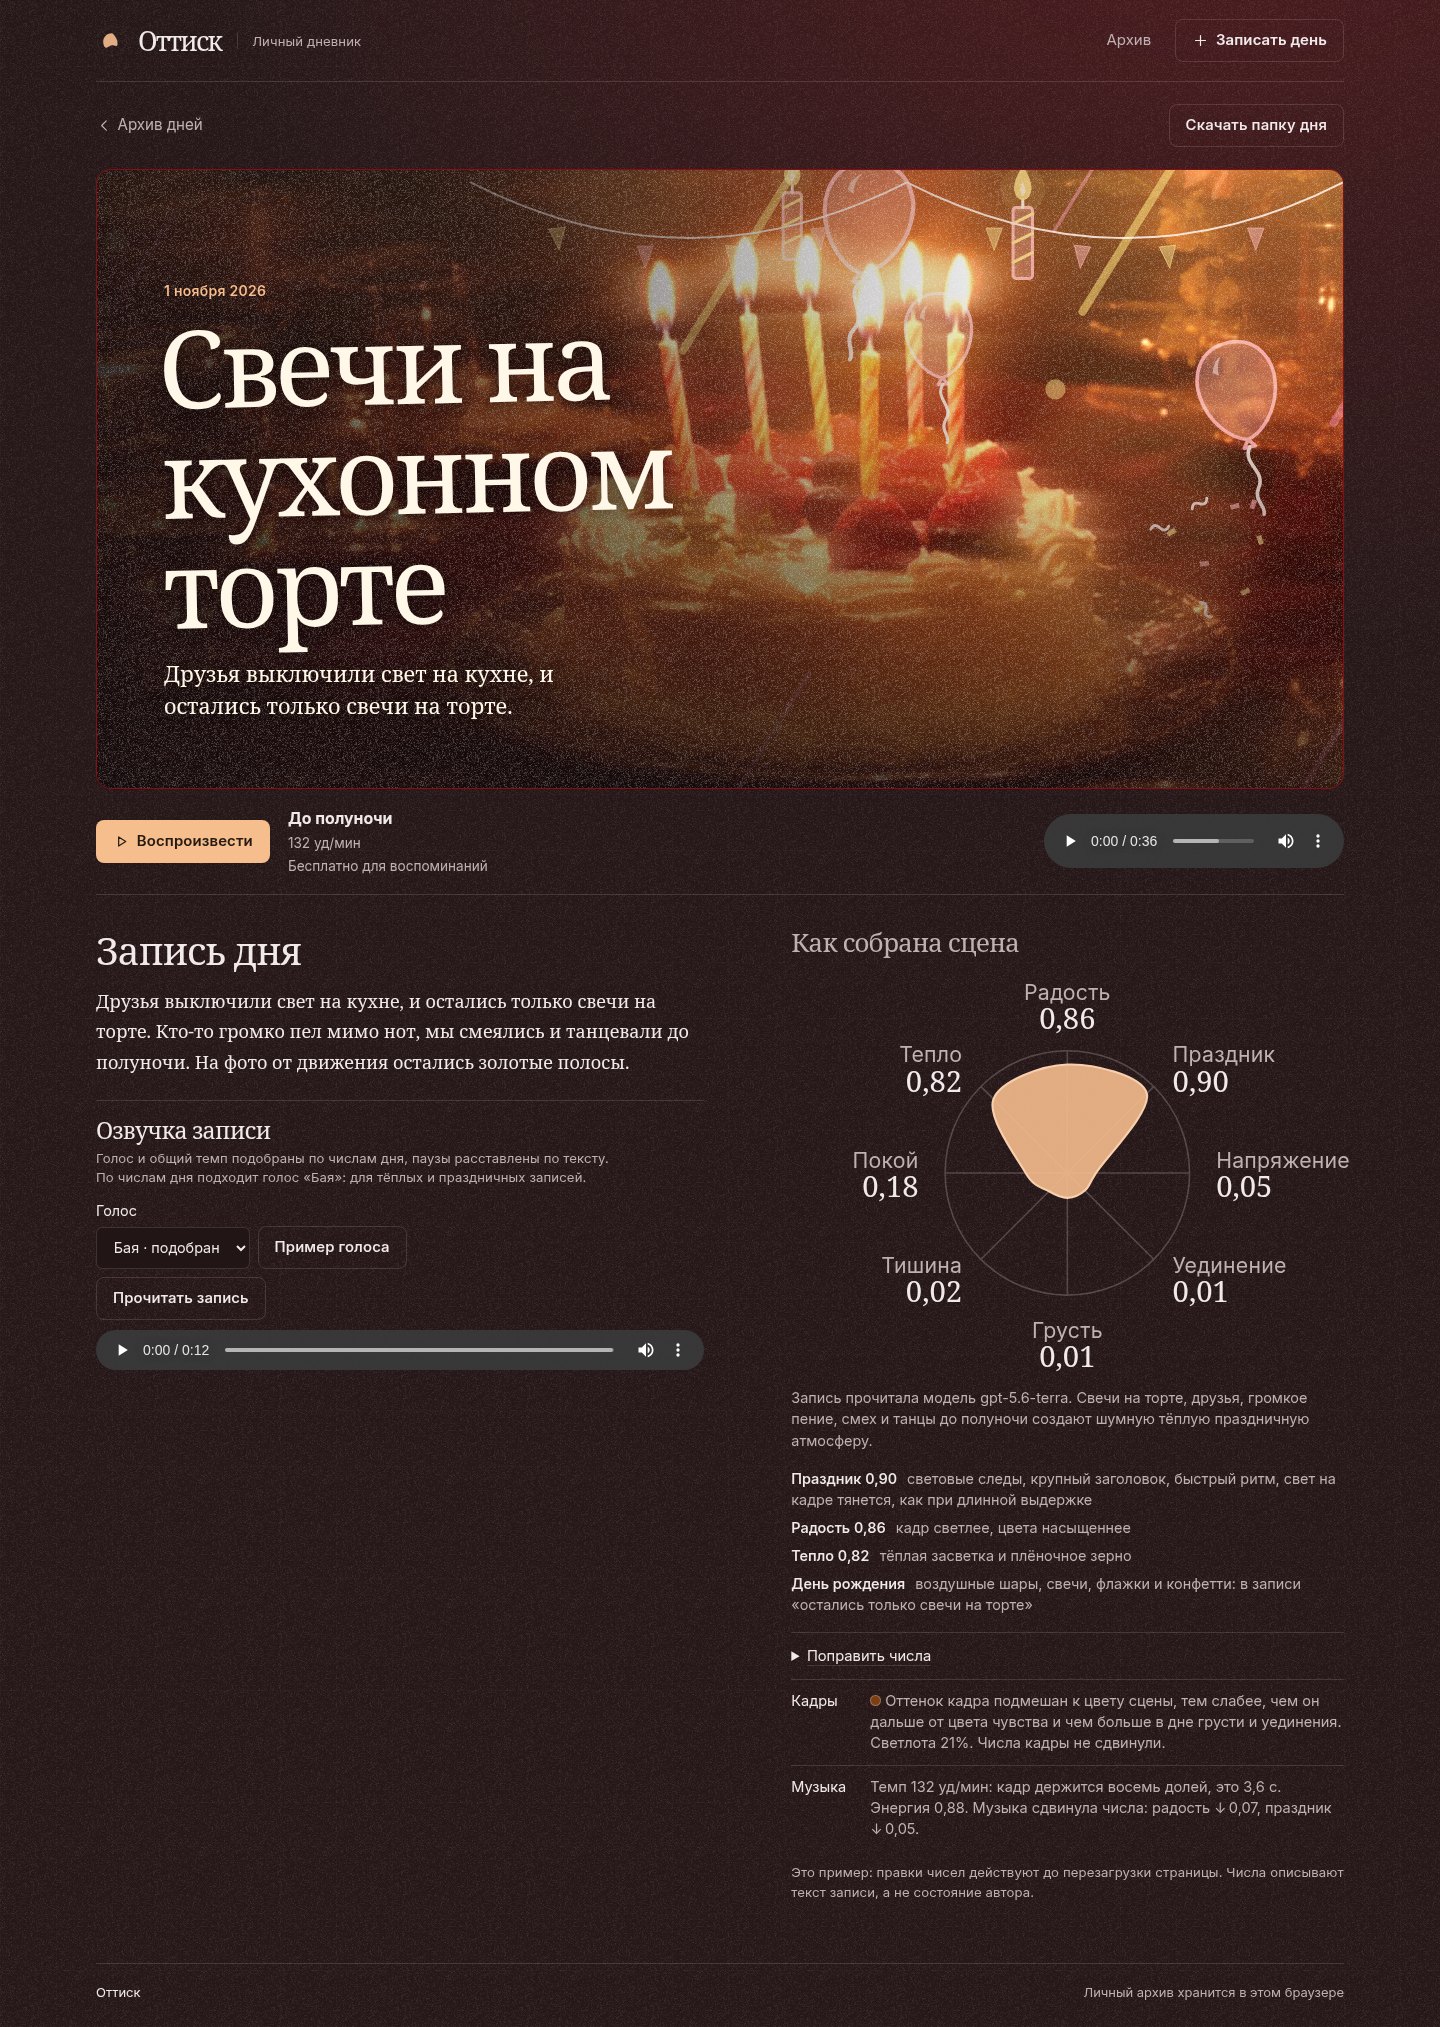 Оттиск
Личный дневник
Архив
Записать день
Архив дней
Скачать папку дня
1 ноября 2026
Свечи на
кухонном
торте
Друзья выключили свет на кухне, и
остались только свечи на торте.
Воспроизвести
До полуночи
132 уд/мин
Бесплатно для воспоминаний
0:00 / 0:36
Запись дня
Друзья выключили свет на кухне, и остались только свечи на
торте. Кто-то громко пел мимо нот, мы смеялись и танцевали до
полуночи. На фото от движения остались золотые полосы.
Озвучка записи
Голос и общий темп подобраны по числам дня, паузы расставлены по тексту.
По числам дня подходит голос «Бая»: для тёплых и праздничных записей.
Голос
Бая · подобран
Пример голоса
Прочитать запись
0:00 / 0:12
Как собрана сцена
Радость
0,86
Тепло
0,82
Праздник
0,90
Покой
0,18
Напряжение
0,05
Тишина
0,02
Уединение
0,01
Грусть
0,01
Запись прочитала модель gpt-5.6-terra. Свечи на торте, друзья, громкое
пение, смех и танцы до полуночи создают шумную тёплую праздничную
атмосферу.
Праздник 0,90 световые следы, крупный заголовок, быстрый ритм, свет на
кадре тянется, как при длинной выдержке
Радость 0,86 кадр светлее, цвета насыщеннее
Тепло 0,82 тёплая засветка и плёночное зерно
День рождения воздушные шары, свечи, флажки и конфетти: в записи
«остались только свечи на торте»
Поправить числа
Кадры
Оттенок кадра подмешан к цвету сцены, тем слабее, чем он
дальше от цвета чувства и чем больше в дне грусти и уединения.
Светлота 21%. Числа кадры не сдвинули.
Музыка
Темп 132 уд/мин: кадр держится восемь долей, это 3,6 с.
Энергия 0,88. Музыка сдвинула числа: радость ↓ 0,07, праздник
↓ 0,05.
Это пример: правки чисел действуют до перезагрузки страницы. Числа описывают
текст записи, а не состояние автора.
Оттиск
Личный архив хранится в этом браузере